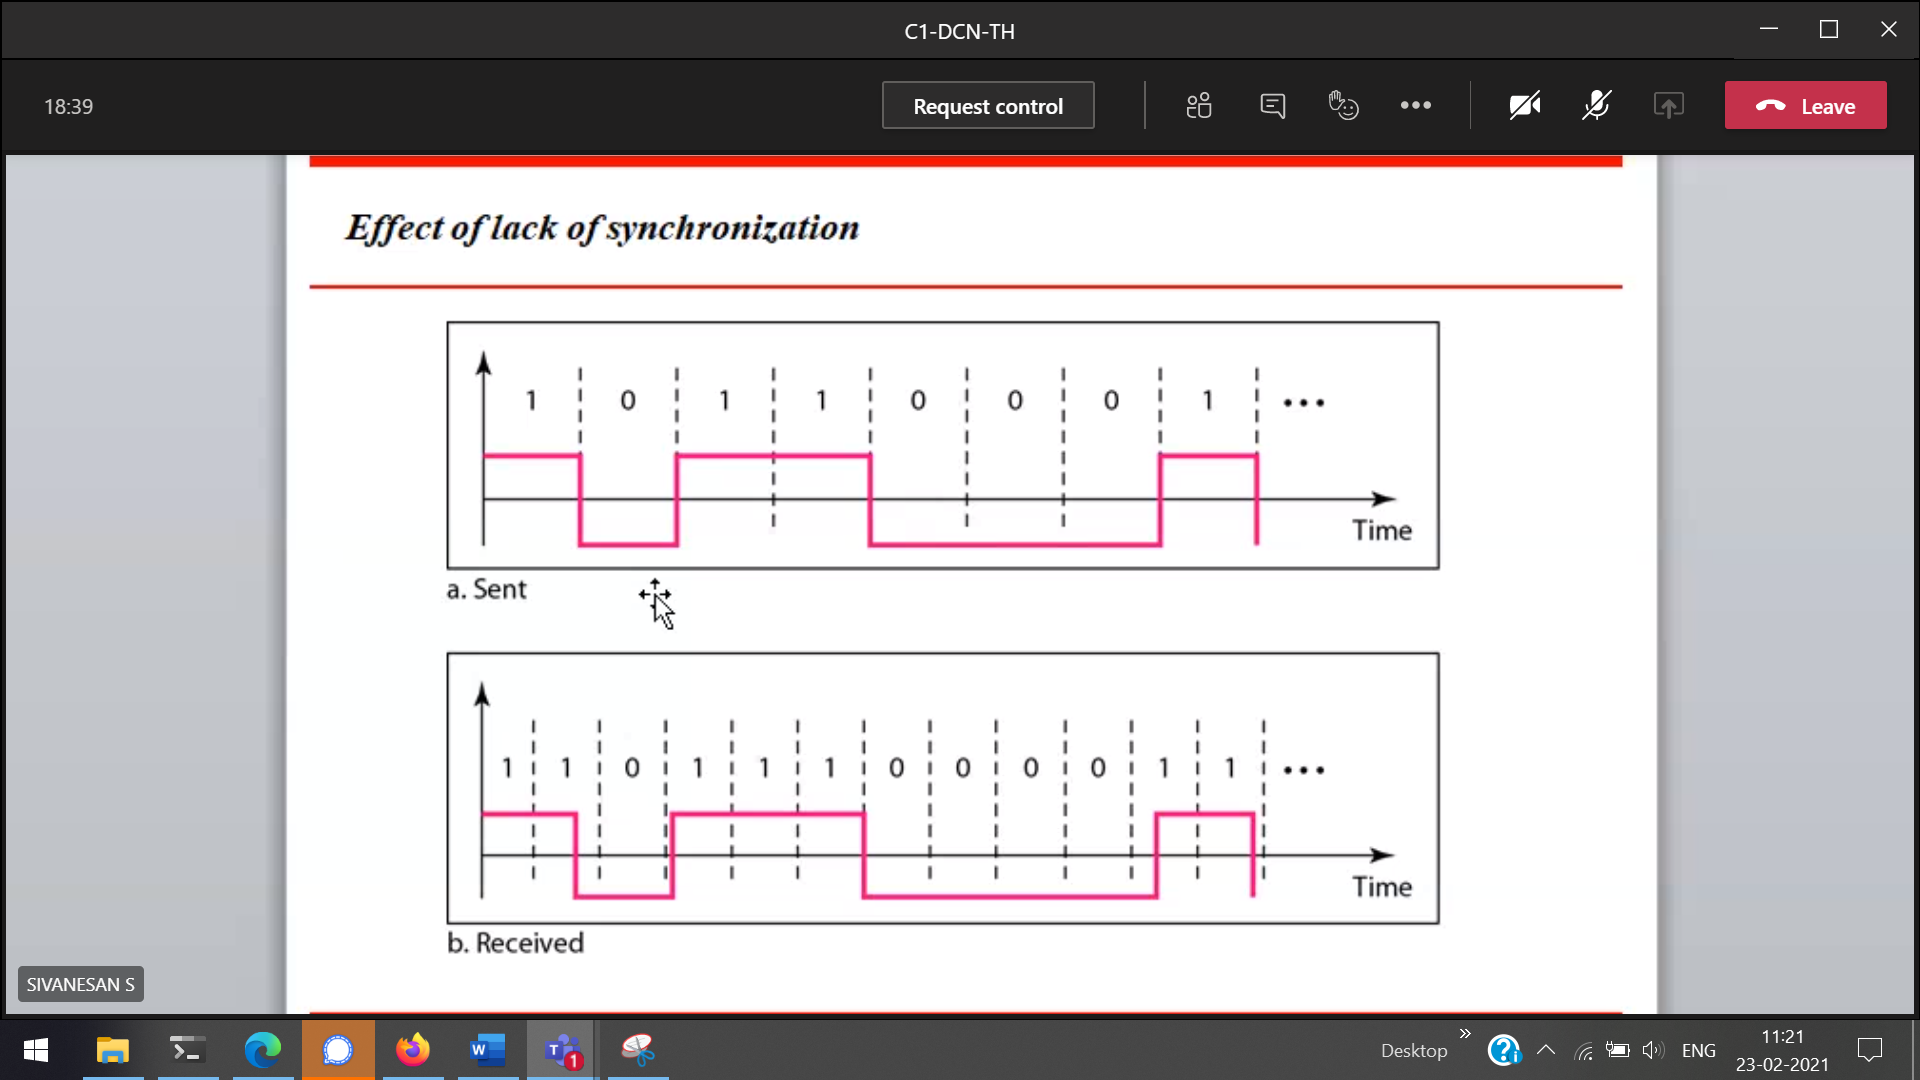 C1-DCN-TH
18:39
Request control
Leave
Effect of lack of synchronization
1 0 1 1 0 0 0 1 •••
Time
a. Sent
1 1 0 1 1 1 0 0 0 0 1 1 •••
Time
b. Received
SIVANESAN S
W
T
1
Desktop
»
?
i
ENG
11:21
23-02-2021